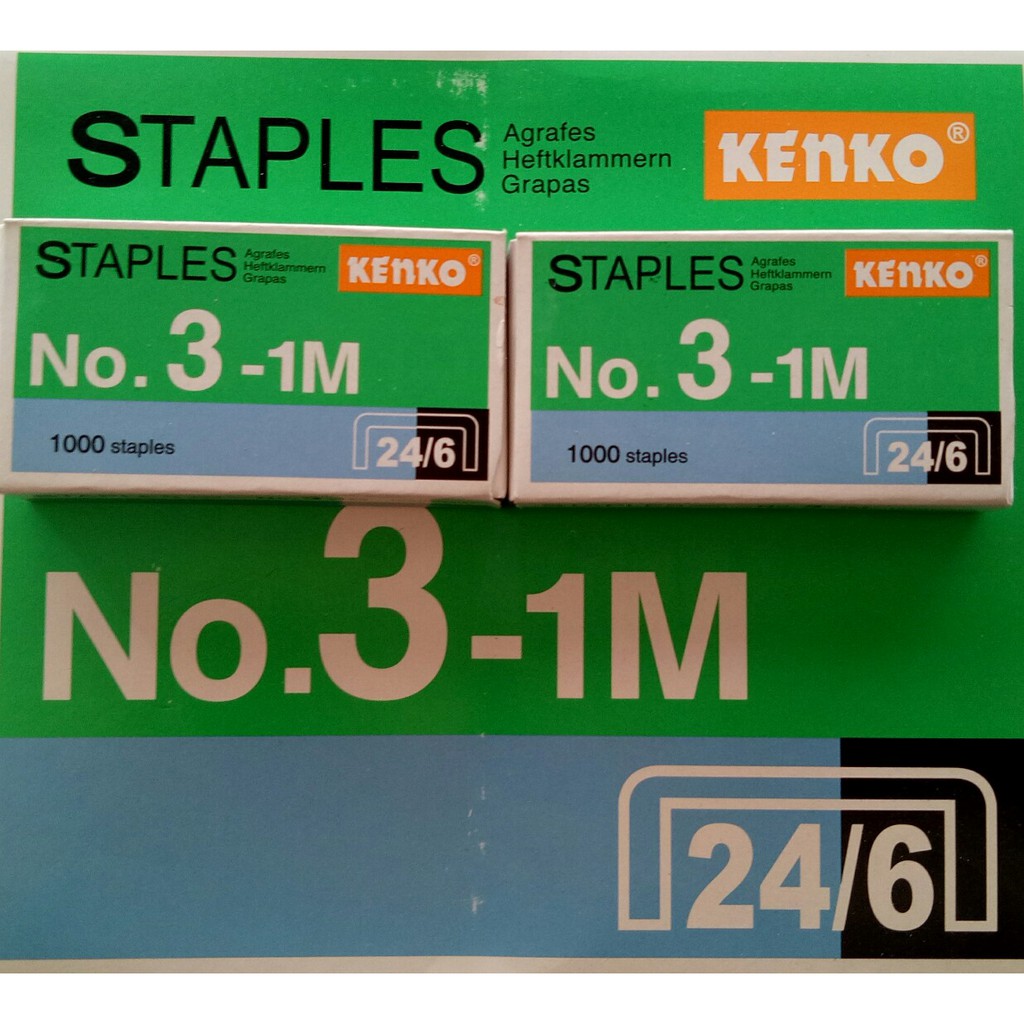 STAPLES
Agrafes
Heftklammern
Grapas
KENKO®
STAPLES
Agrafes
Heftklammern
Grapas
KENKO®
No. 3 -1M
1000 staples
24/6
STAPLES
Agrafes
Heftklammern
Grapas
KENKO®
No. 3 -1M
1000 staples
24/6
No.3-1M
24/6